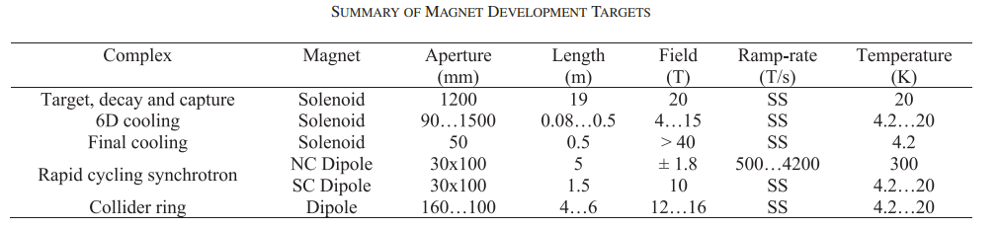 SUMMARY OF MAGNET DEVELOPMENT TARGETS
Complex Magnet Aperture Length Field Ramp-rate Temperature
(mm) (m) (T) (T/s) (K)
Target, decay and capture Solenoid 1200 19 20 SS 20
6D cooling Solenoid 90…1500 0.08…0.5 4…15 SS 4.2…20
Final cooling Solenoid 50 0.5 > 40 SS 4.2
Rapid cycling synchrotron NC Dipole 30x100 5 ± 1.8 500…4200 300
SC Dipole 30x100 1.5 10 SS 4.2…20
Collider ring Dipole 160…100 4…6 12…16 SS 4.2…20